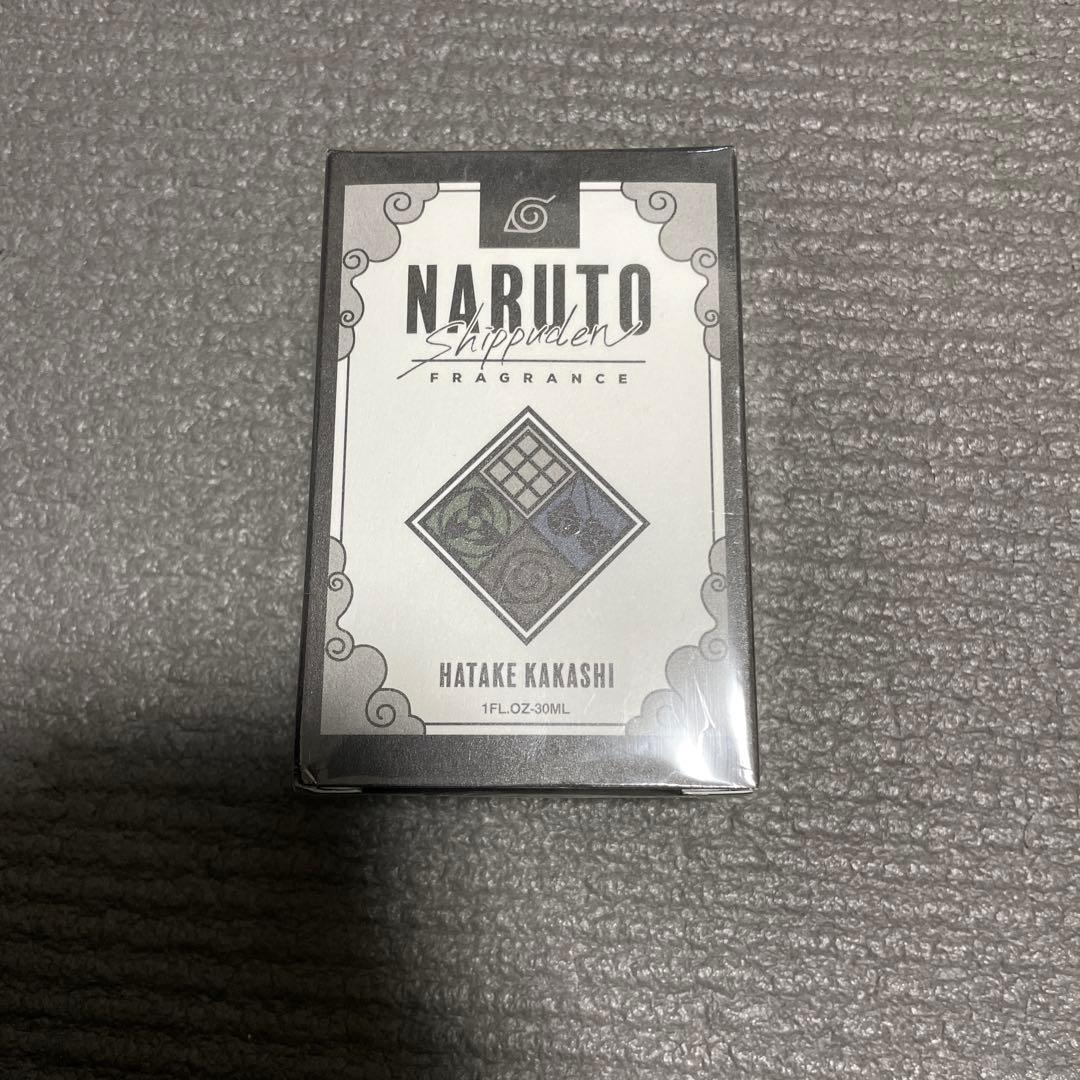 NARUTO
Shippuden
FRAGRANCE
HATAKE KAKASHI
1FL.OZ-30ML